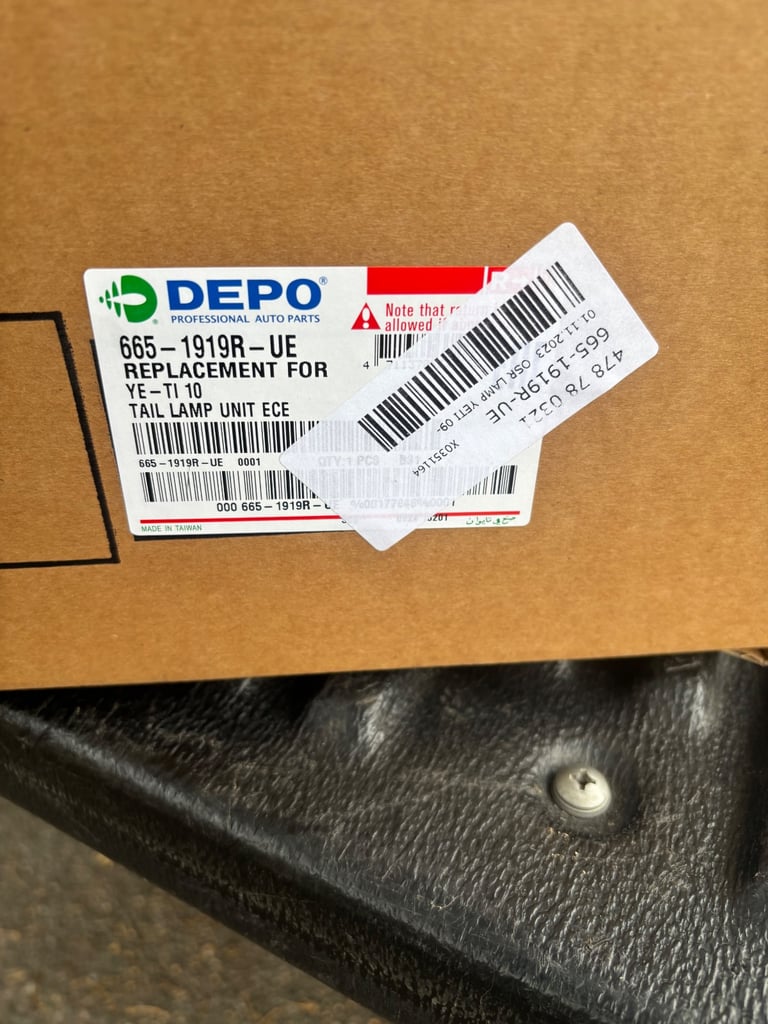 DEPO®
PROFESSIONAL AUTO PARTS
Note that
allowed
665-1919R-UE
REPLACEMENT FOR
YE-TI 10
TAIL LAMP UNIT ECE
665-1919R-UE 0001 QTY:1 PCS
000 665-1919R-UE
MADE IN TAIWAN
01.11.2023 OSR LAMP YETI 09-
X0351164
665-1919R-UE
478 78 0321